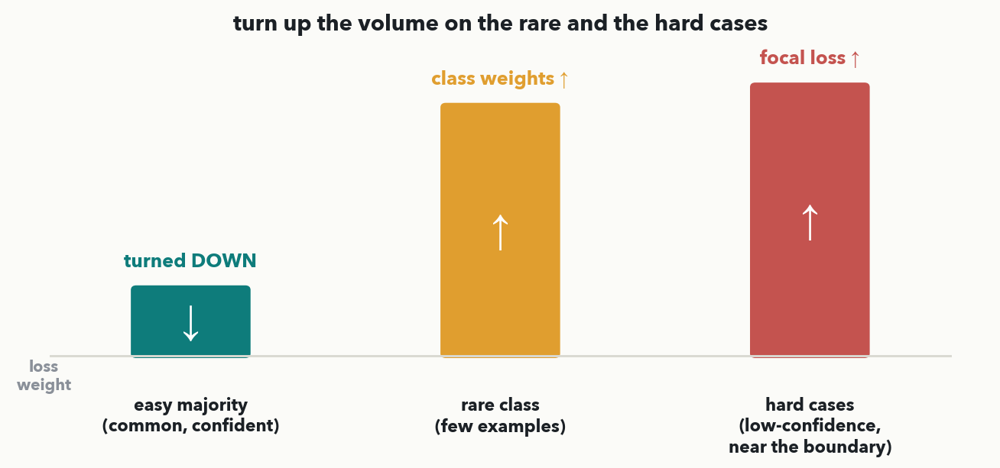 turn up the volume on the rare and the hard cases
focal loss ↑
class weights ↑
turned DOWN
↓
↑
↑
loss
weight
easy majority
(common, confident)
rare class
(few examples)
hard cases
(low-confidence,
near the boundary)